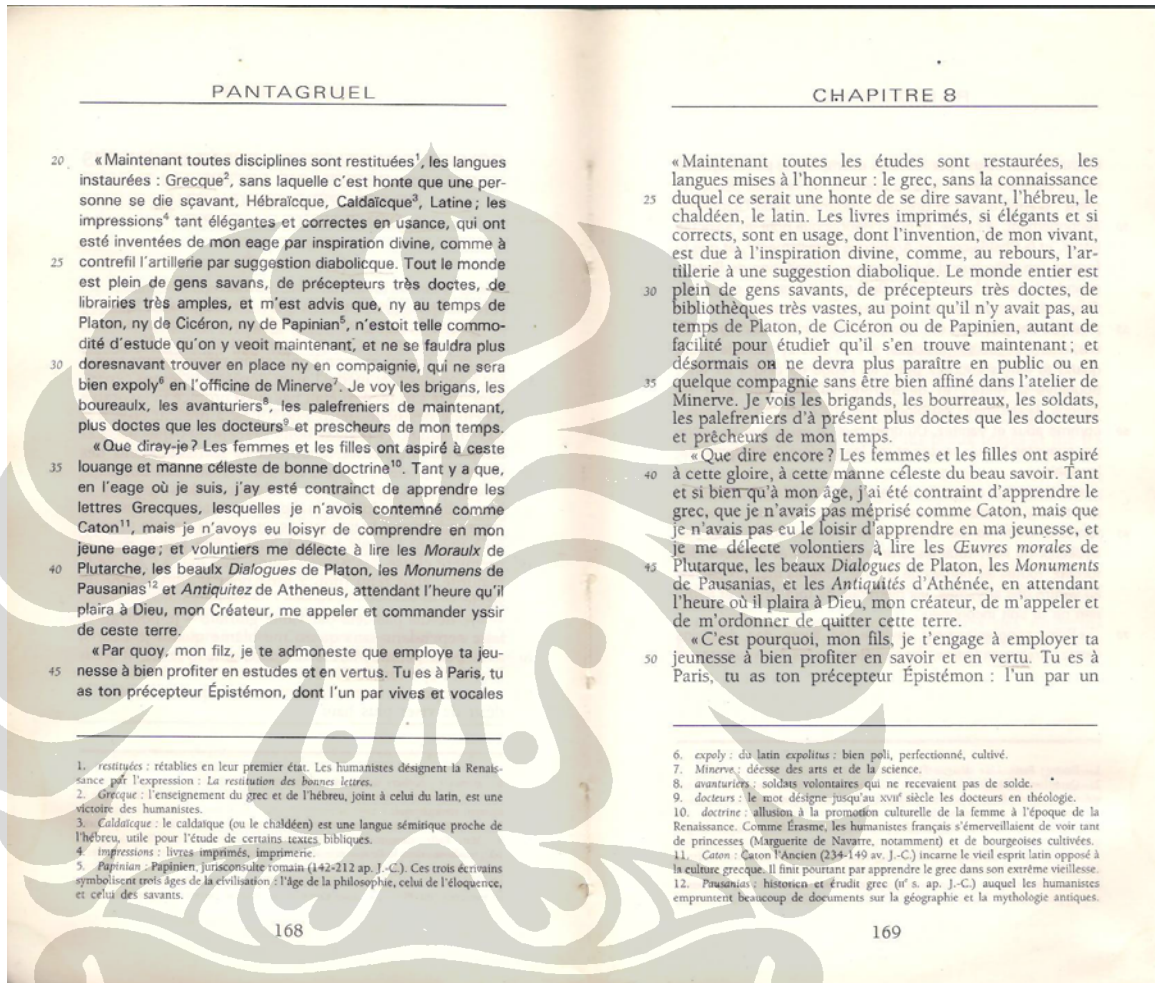 PANTAGRUEL
20 «Maintenant toutes disciplines sont restituées¹, les langues
instaurées : Grecque², sans laquelle c'est honte que une per-
sonne se die sçavant, Hébraïcque, Caldaïcque³, Latine; les
impressions⁴ tant élégantes et correctes en usance, qui ont
esté inventées de mon eage par inspiration divine, comme à
25 contrefil l'artillerie par suggestion diabolicque. Tout le monde
est plein de gens savans, de précepteurs très doctes, de
librairies très amples, et m'est advis que, ny au temps de
Platon, ny de Cicéron, ny de Papinian⁵, n'estoit telle commo-
dité d'estude qu'on y veoit maintenant, et ne se fauldra plus
30 doresnavant trouver en place ny en compaignie, qui ne sera
bien expoly⁶ en l'officine de Minerve⁷. Je voy les brigans, les
boureaulx, les avanturiers⁸, les palefreniers de maintenant,
plus doctes que les docteurs⁹ et prescheurs de mon temps.
«Que diray-je? Les femmes et les filles ont aspiré à ceste
35 louange et manne céleste de bonne doctrine¹⁰. Tant y a que,
en l'eage où je suis, j'ay esté contrainct de apprendre les
lettres Grecques, lesquelles je n'avois contemné comme
Caton¹¹, mais je n'avoys eu loisyr de comprendre en mon
jeune eage; et voluntiers me délecte à lire les Moraulx de
40 Plutarche, les beaulx Dialogues de Platon, les Monumens de
Pausanias¹² et Antiquitez de Atheneus, attendant l'heure qu'il
plaira à Dieu, mon Créateur, me appeler et commander yssir
de ceste terre.
«Par quoy, mon filz, je te admoneste que employe ta jeu-
45 nesse à bien profiter en estudes et en vertus. Tu es à Paris, tu
as ton précepteur Épistémon, dont l'un par vives et vocales
1. restituées : rétablies en leur premier état. Les humanistes désignent la Renais-
sance par l'expression : La restitution des bonnes lettres.
2. Grecque : l'enseignement du grec et de l'hébreu, joint à celui du latin, est une
victoire des humanistes.
3. Caldaïcque : le caldaïque (ou le chaldéen) est une langue sémitique proche de
l'hébreu, utile pour l'étude de certains textes bibliques.
4. impressions : livres imprimés, imprimerie.
5. Papinian : Papinien, jurisconsulte romain (142-212 ap. J.-C.). Ces trois écrivains
symbolisent trois âges de la civilisation : l'âge de la philosophie, celui de l'éloquence,
et celui des savants.
168
CHAPITRE 8
«Maintenant toutes les études sont restaurées, les
langues mises à l'honneur : le grec, sans la connaissance
25 duquel ce serait une honte de se dire savant, l'hébreu, le
chaldéen, le latin. Les livres imprimés, si élégants et si
corrects, sont en usage, dont l'invention, de mon vivant,
est due à l'inspiration divine, comme, au rebours, l'ar-
tillerie à une suggestion diabolique. Le monde entier est
30 plein de gens savants, de précepteurs très doctes, de
bibliothèques très vastes, au point qu'il n'y avait pas, au
temps de Platon, de Cicéron ou de Papinien, autant de
facilité pour étudier qu'il s'en trouve maintenant; et
désormais on ne devra plus paraître en public ou en
35 quelque compagnie sans être bien affiné dans l'atelier de
Minerve. Je vois les brigands, les bourreaux, les soldats,
les palefreniers d'à présent plus doctes que les docteurs
et prêcheurs de mon temps.
«Que dire encore? Les femmes et les filles ont aspiré
40 à cette gloire, à cette manne céleste du beau savoir. Tant
et si bien qu'à mon âge, j'ai été contraint d'apprendre le
grec, que je n'avais pas méprisé comme Caton, mais que
je n'avais pas eu le loisir d'apprendre en ma jeunesse, et
je me délecte volontiers à lire les Œuvres morales de
45 Plutarque, les beaux Dialogues de Platon, les Monuments
de Pausanias, et les Antiquités d'Athénée, en attendant
l'heure où il plaira à Dieu, mon créateur, de m'appeler et
de m'ordonner de quitter cette terre.
«C'est pourquoi, mon fils, je t'engage à employer ta
50 jeunesse à bien profiter en savoir et en vertu. Tu es à
Paris, tu as ton précepteur Épistémon : l'un par un
6. expoly : du latin expolitus : bien poli, perfectionné, cultivé.
7. Minerve : déesse des arts et de la science.
8. avanturiers : soldats volontaires qui ne recevaient pas de solde.
9. docteurs : le mot désigne jusqu'au XVIIᵉ siècle les docteurs en théologie.
10. doctrine : allusion à la promotion culturelle de la femme à l'époque de la
Renaissance. Comme Érasme, les humanistes français s'émerveillaient de voir tant
de princesses (Marguerite de Navarre, notamment) et de bourgeoises cultivées.
11. Caton : Caton l'Ancien (234-149 av. J.-C.) incarne le vieil esprit latin opposé à
la culture grecque. Il finit pourtant par apprendre le grec dans son extrême vieillesse.
12. Pausanias : historien et érudit grec (IIᵉ s. ap. J.-C.) auquel les humanistes
empruntent beaucoup de documents sur la géographie et la mythologie antiques.
169